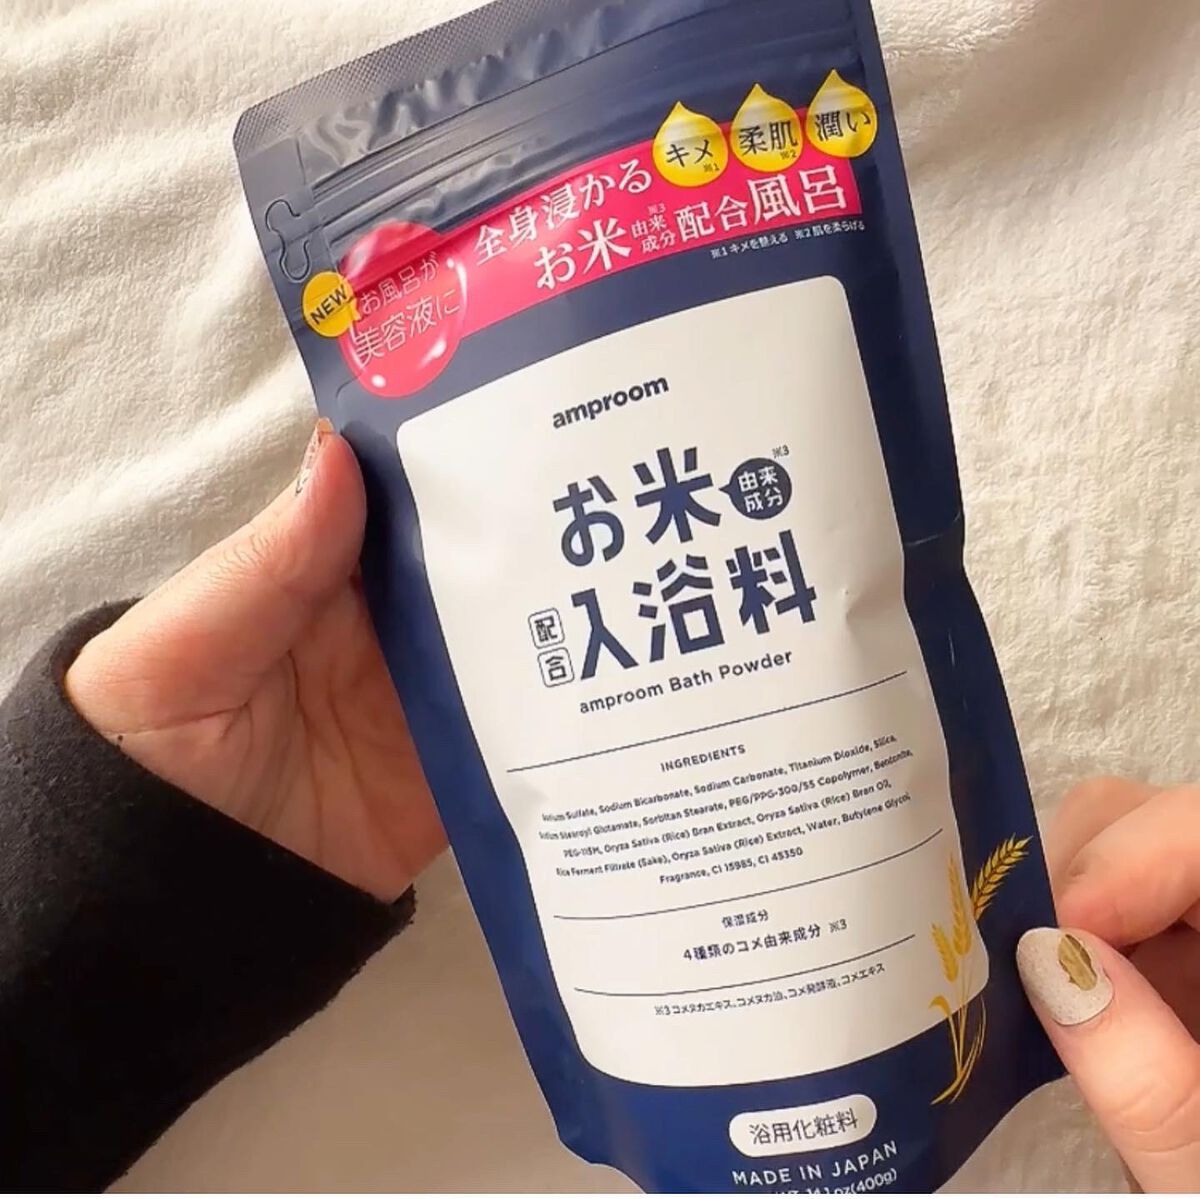 キメ※1
柔肌※2
潤い
全身浸かる
お米※3由来成分配合風呂
※1 キメを整える ※2 肌を柔らげる
NEW
お風呂が
美容液に
amproom
お米由来成分※3
配合入浴料
amproom Bath Powder
INGREDIENTS
Sodium Sulfate, Sodium Bicarbonate, Sodium Carbonate, Titanium Dioxide, Silica,
Sodium Stearoyl Glutamate, Sorbitan Stearate, PEG/PPG-300/55 Copolymer, Bentonite,
PEG-115M, Oryza Sativa (Rice) Bran Extract, Oryza Sativa (Rice) Bran Oil,
Rice Ferment Filtrate (Sake), Oryza Sativa (Rice) Extract, Water, Butylene Glycol,
Fragrance, CI 15985, CI 45350
保湿成分
4種類のコメ由来成分 ※3
※3 コメヌカエキス、コメヌカ油、コメ発酵液、コメエキス
浴用化粧料
MADE IN JAPAN
14.1 oz(400g)